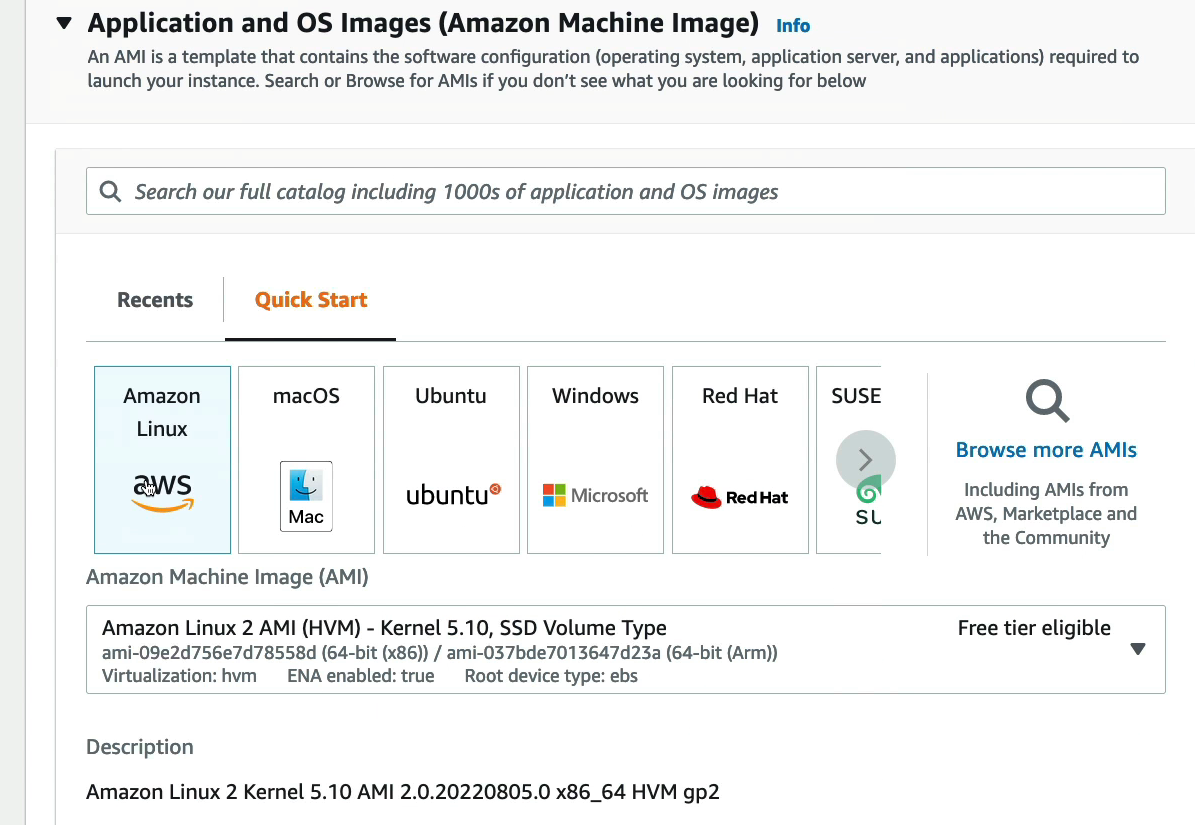 Application and OS Images (Amazon Machine Image) Info
An AMI is a template that contains the software configuration (operating system, application server, and applications) required to
launch your instance. Search or Browse for AMIs if you don’t see what you are looking for below
Search our full catalog including 1000s of application and OS images
Recents
Quick Start
Amazon
Linux
aws
macOS
Mac
Ubuntu
ubuntu
Windows
Microsoft
Red Hat
Red Hat
SUSE
SU
Browse more AMIs
Including AMIs from
AWS, Marketplace and
the Community
Amazon Machine Image (AMI)
Amazon Linux 2 AMI (HVM) - Kernel 5.10, SSD Volume Type
Free tier eligible
ami-09e2d756e7d78558d (64-bit (x86)) / ami-037bde7013647d23a (64-bit (Arm))
Virtualization: hvm ENA enabled: true Root device type: ebs
Description
Amazon Linux 2 Kernel 5.10 AMI 2.0.20220805.0 x86_64 HVM gp2